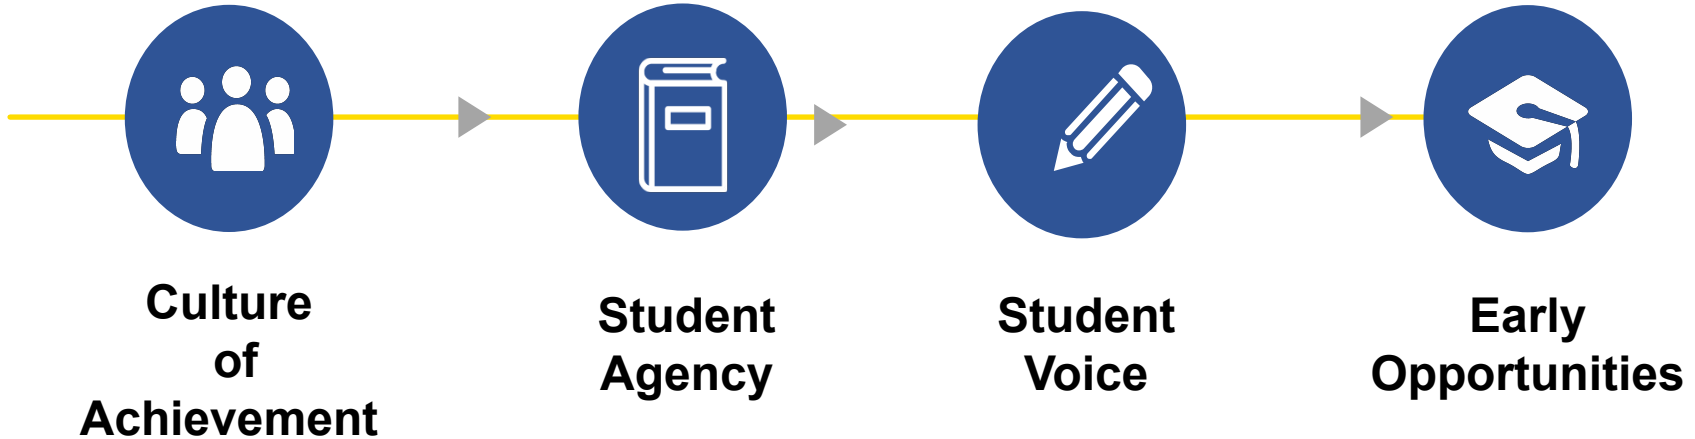 Culture
of
Achievement
Student
Agency
Student
Voice
Early
Opportunities